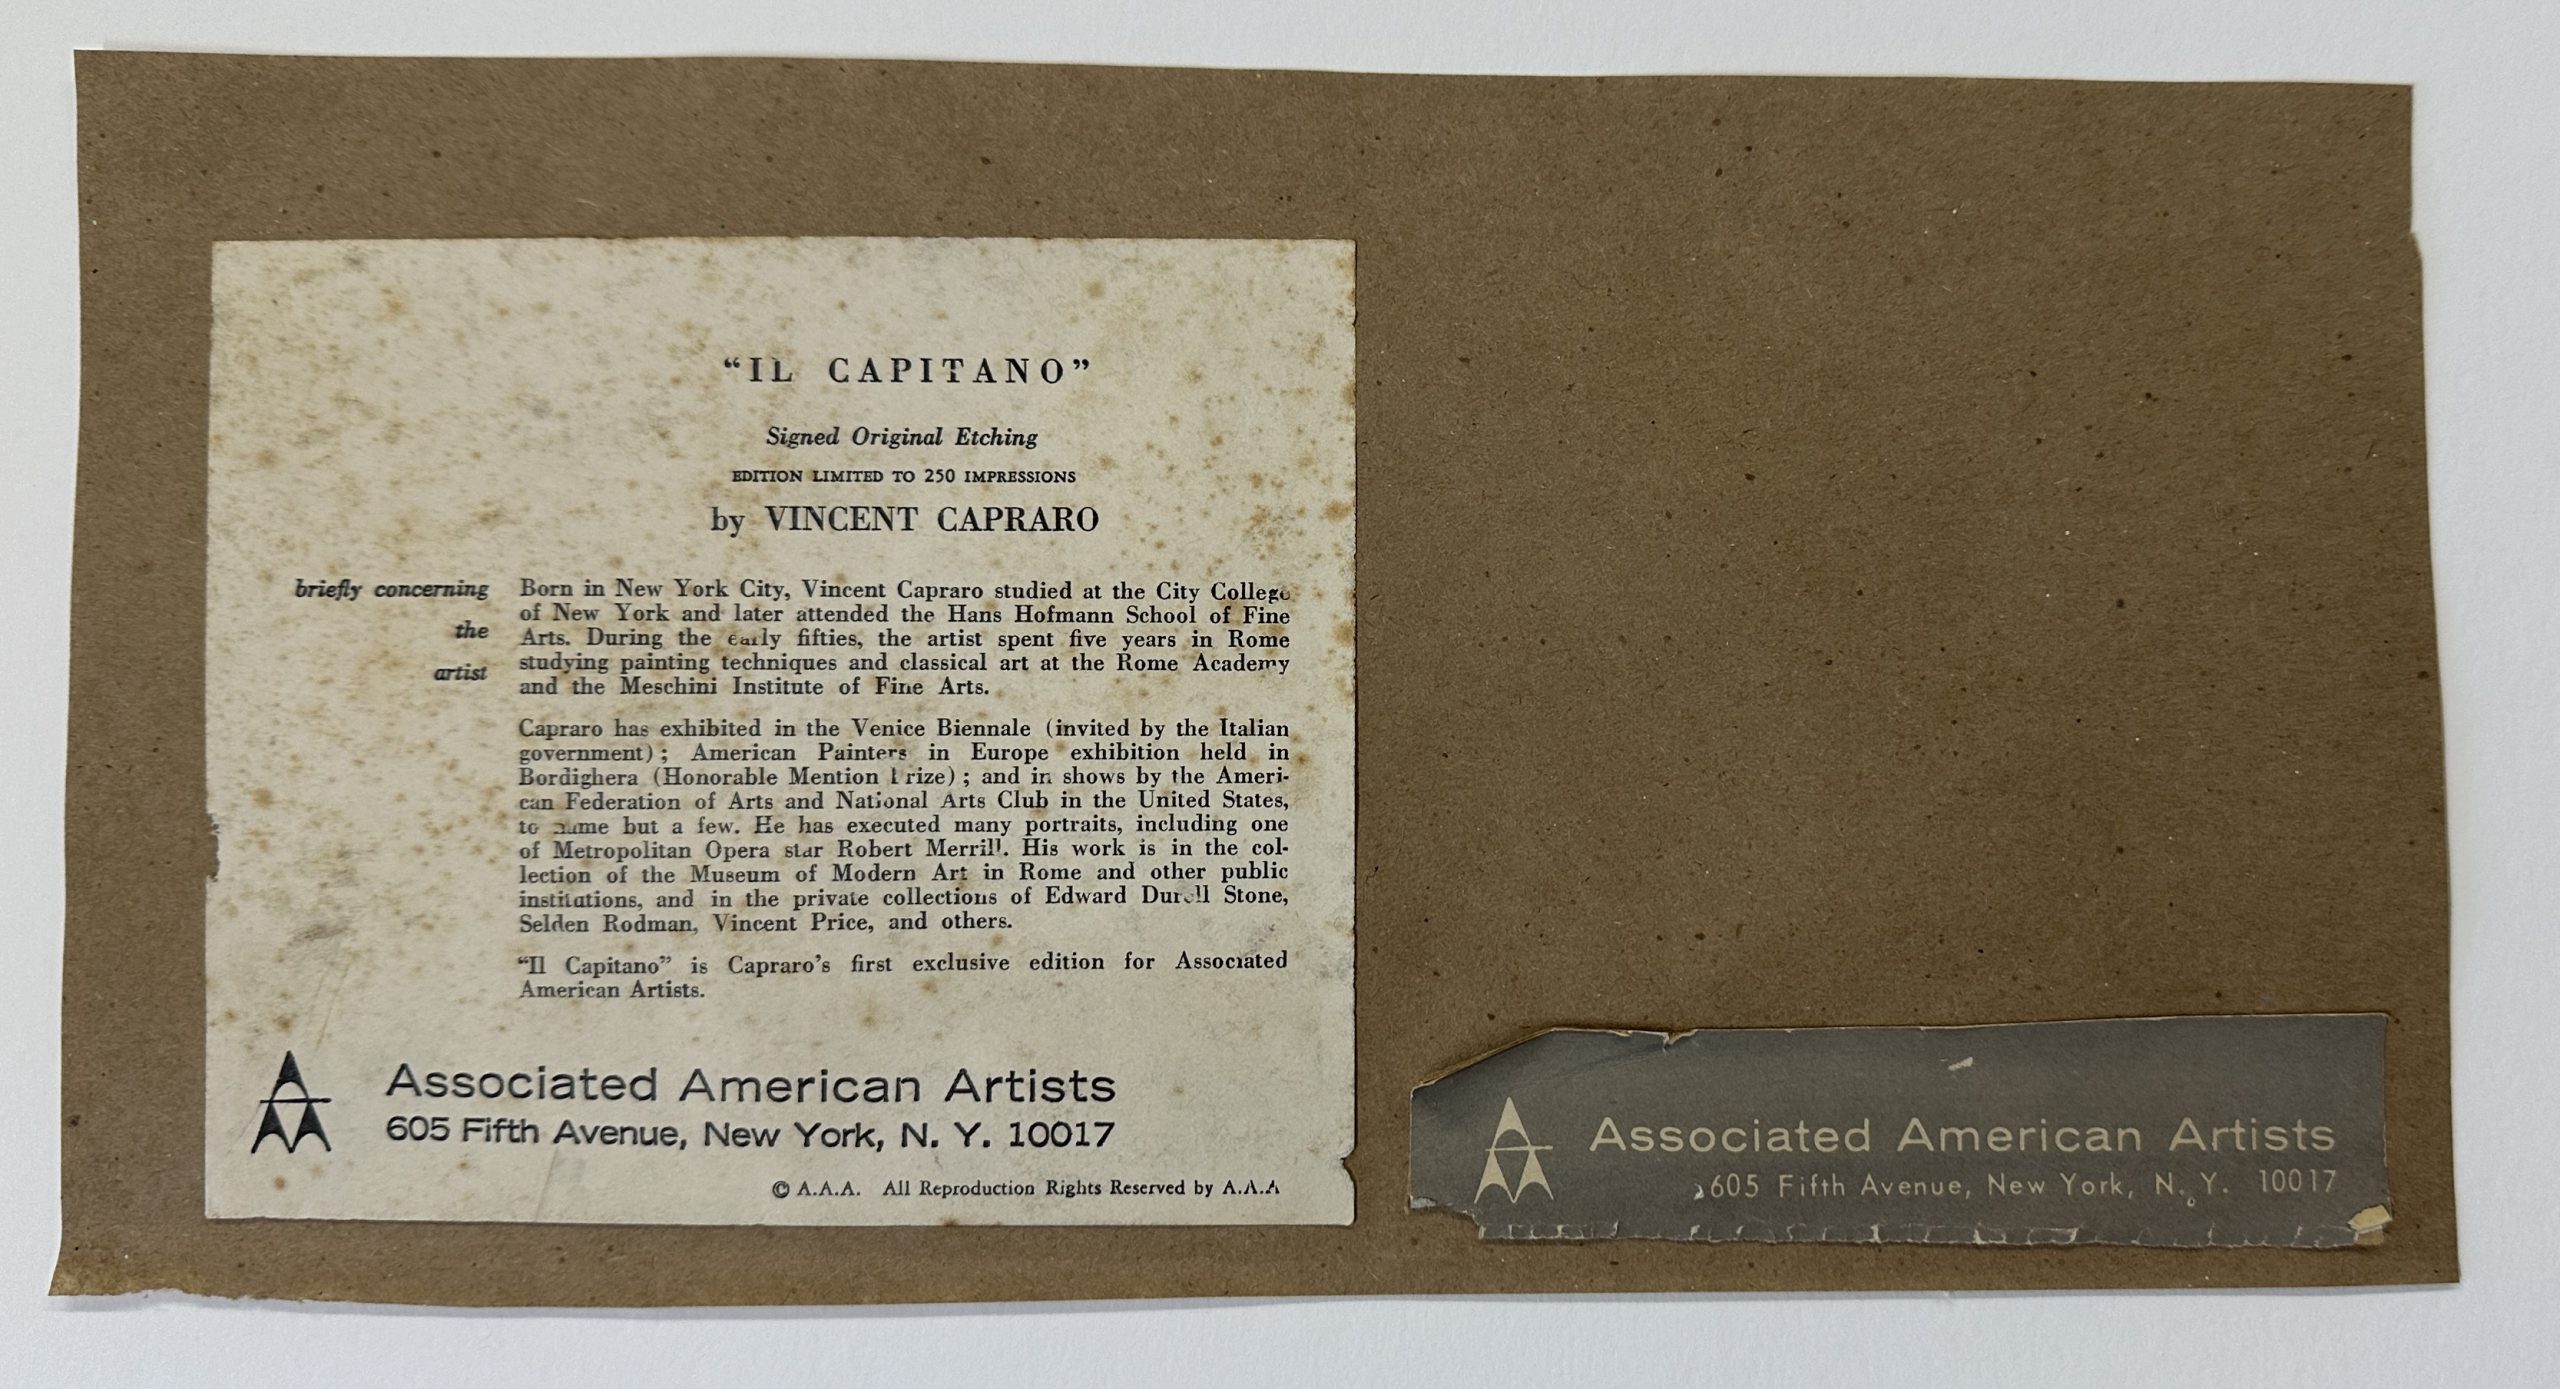 “IL CAPITANO”
Signed Original Etching
EDITION LIMITED TO 250 IMPRESSIONS
by VINCENT CAPRARO
briefly concerning
the
artist
Born in New York City, Vincent Capraro studied at the City College
of New York and later attended the Hans Hofmann School of Fine
Arts. During the early fifties, the artist spent five years in Rome
studying painting techniques and classical art at the Rome Academy
and the Meschini Institute of Fine Arts.
Capraro has exhibited in the Venice Biennale (invited by the Italian
government); American Painters in Europe exhibition held in
Bordighera (Honorable Mention Prize); and in shows by the Ameri-
can Federation of Arts and National Arts Club in the United States,
to name but a few. He has executed many portraits, including one
of Metropolitan Opera star Robert Merrill. His work is in the col-
lection of the Museum of Modern Art in Rome and other public
institutions, and in the private collections of Edward Durell Stone,
Selden Rodman, Vincent Price, and others.
“Il Capitano” is Capraro’s first exclusive edition for Associated
American Artists.
Associated American Artists
605 Fifth Avenue, New York, N. Y. 10017
© A.A.A. All Reproduction Rights Reserved by A.A.A
Associated American Artists
605 Fifth Avenue, New York, N. Y. 10017